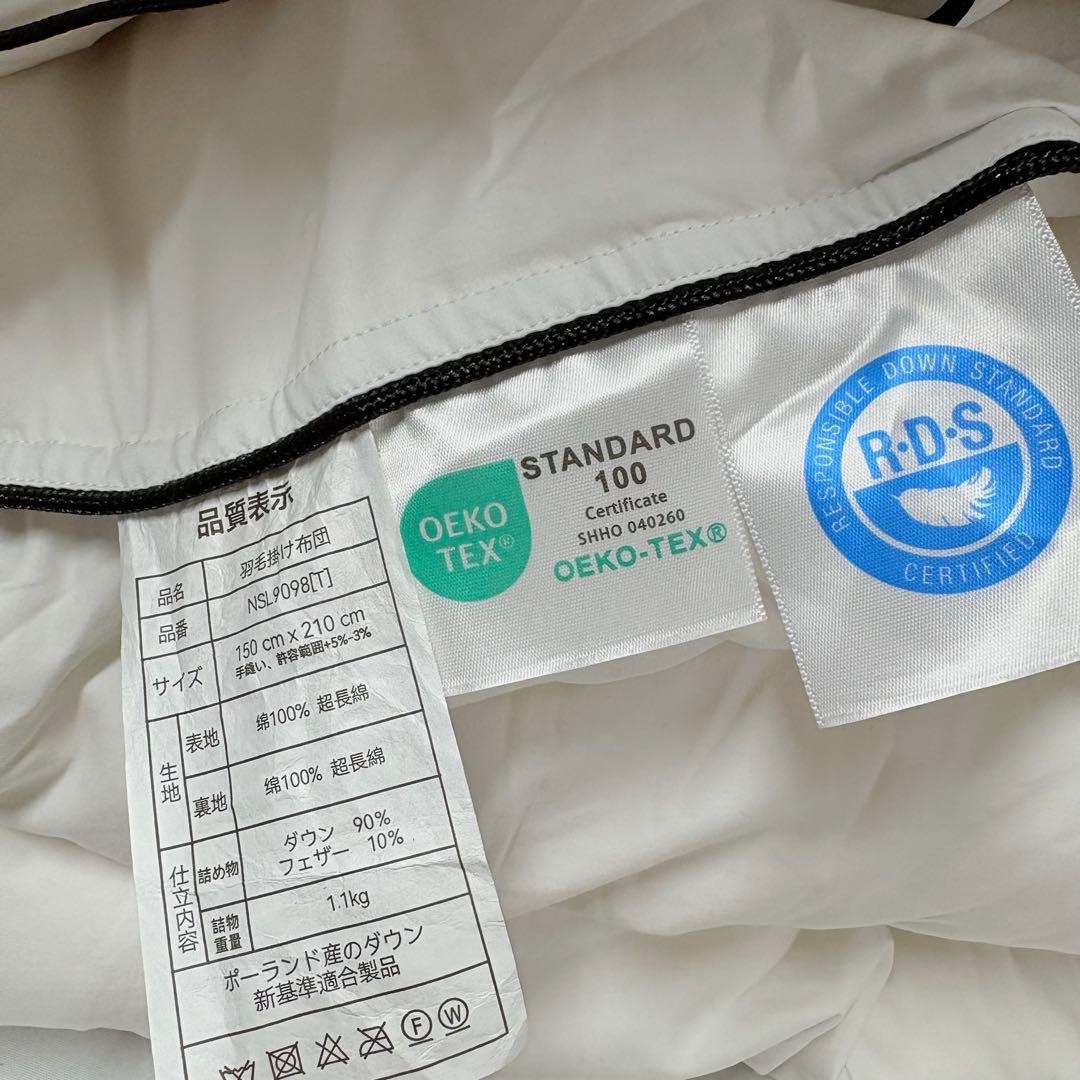 品質表示
品名 羽毛掛け布団
品番 NSL9098[T]
サイズ 150 cm x 210 cm
手縫い、許容範囲+5%-3%
生地 表地 绵100% 超長綿
裏地 绵100% 超長綿
仕立内容 詰め物 ダウン 90%
フェザー 10%
詰物重量 1.1kg
ポーランド産のダウン
新基準適合製品
F W
OEKO
TEX®
STANDARD
100
Certificate
SHHO 040260
OEKO-TEX®
RESPONSIBLE DOWN STANDARD
R·D·S
CERTIFIED